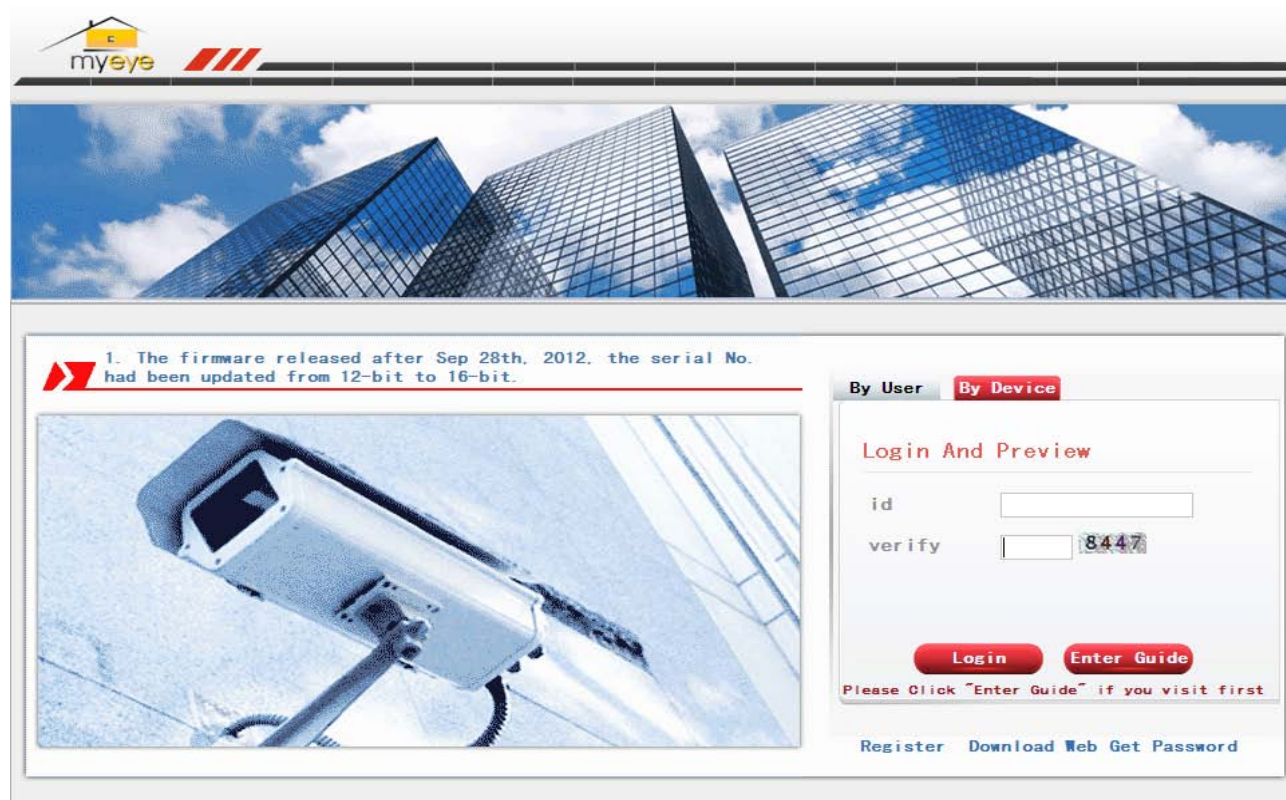 myeye
1. The firmware released after Sep 28th, 2012, the serial No.
had been updated from 12-bit to 16-bit.
By User By Device
Login And Preview
id
verify 8447
Login Enter Guide
Please Click "Enter Guide" if you visit first
Register Download Web Get Password